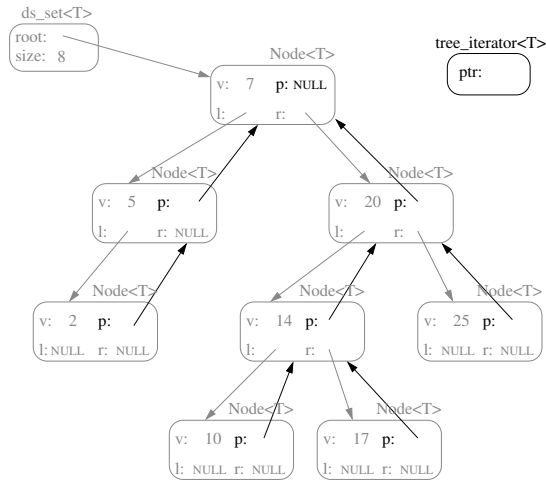 ds_set<T>
root:
size: 8
Node<T>
v: 7 p: NULL
l: r:
tree_iterator<T>
ptr:
Node<T>
v: 5 p:
l: r: NULL
Node<T>
v: 20 p:
l: r:
Node<T>
v: 2 p:
l: NULL r: NULL
Node<T>
v: 14 p:
l: r:
Node<T>
v: 25 p:
l: NULL r: NULL
Node<T>
v: 10 p:
l: NULL r: NULL
Node<T>
v: 17 p:
l: NULL r: NULL